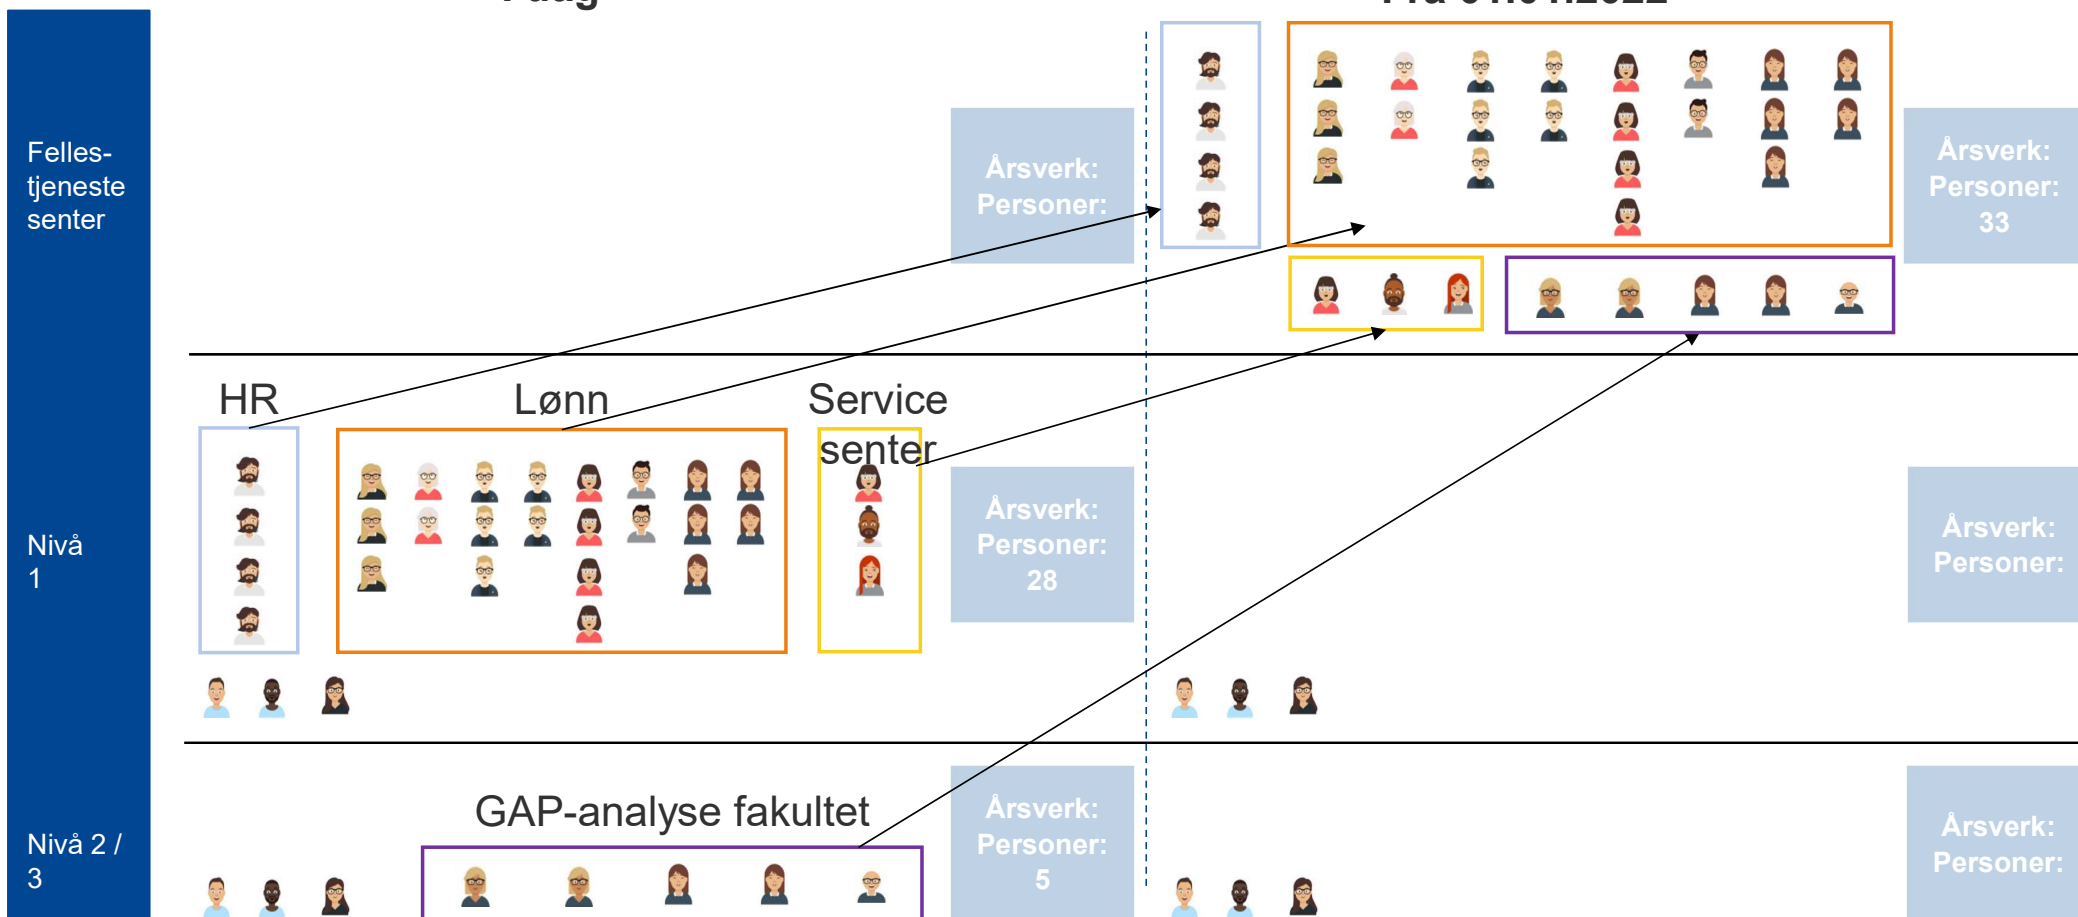 Felles-
tjeneste
senter
Årsverk:
Personer:
Årsverk:
Personer:
33
HR
Lønn
Service
senter
Nivå
1
Årsverk:
Personer:
28
Årsverk:
Personer:
GAP-analyse fakultet
Nivå 2 /
3
Årsverk:
Personer:
5
Årsverk:
Personer: